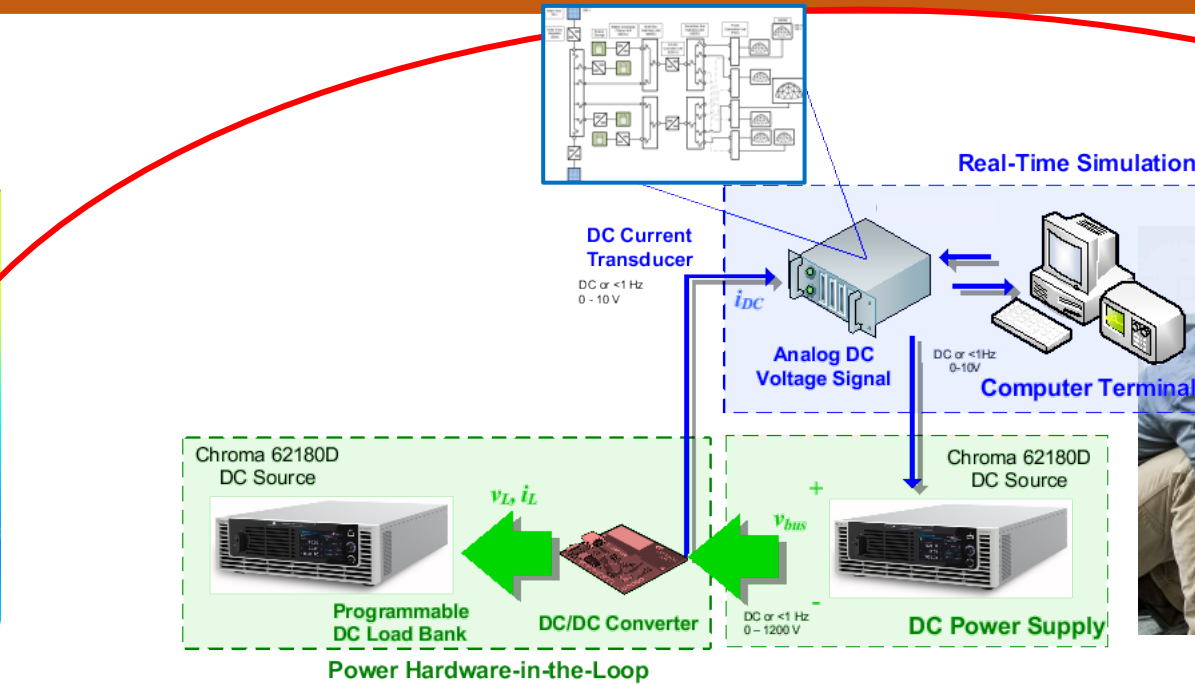 Real-Time Simulation
DC Current
Transducer
DC or <1 Hz
0 - 10 V
iDC
Analog DC
Voltage Signal
DC or <1Hz
0-10V
Computer Terminal
Chroma 62180D
DC Source
vL, iL
Programmable
DC Load Bank
DC/DC Converter
Chroma 62180D
DC Source
+
vbus
-
DC or <1 Hz
0 – 1200 V
DC Power Supply
Power Hardware-in-the-Loop